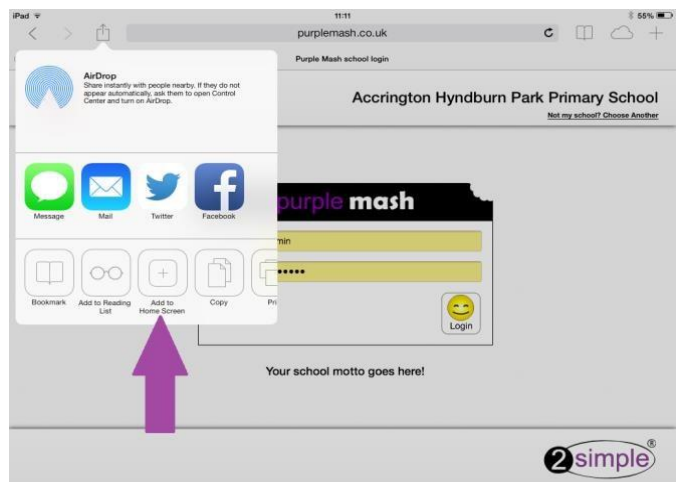 iPad
11:11
55%
purplemash.co.uk
Purple Mash school login
AirDrop
Share instantly with people nearby. If they do not
appear automatically, ask them to open Control
Center and turn on AirDrop.
Accrington Hyndburn Park Primary School
Not my school? Choose Another
Message Mail Twitter Facebook
purple mash
min
•••••
Bookmark Add to Reading List Add to Home Screen Copy Pri
Login
Your school motto goes here!
2simple®